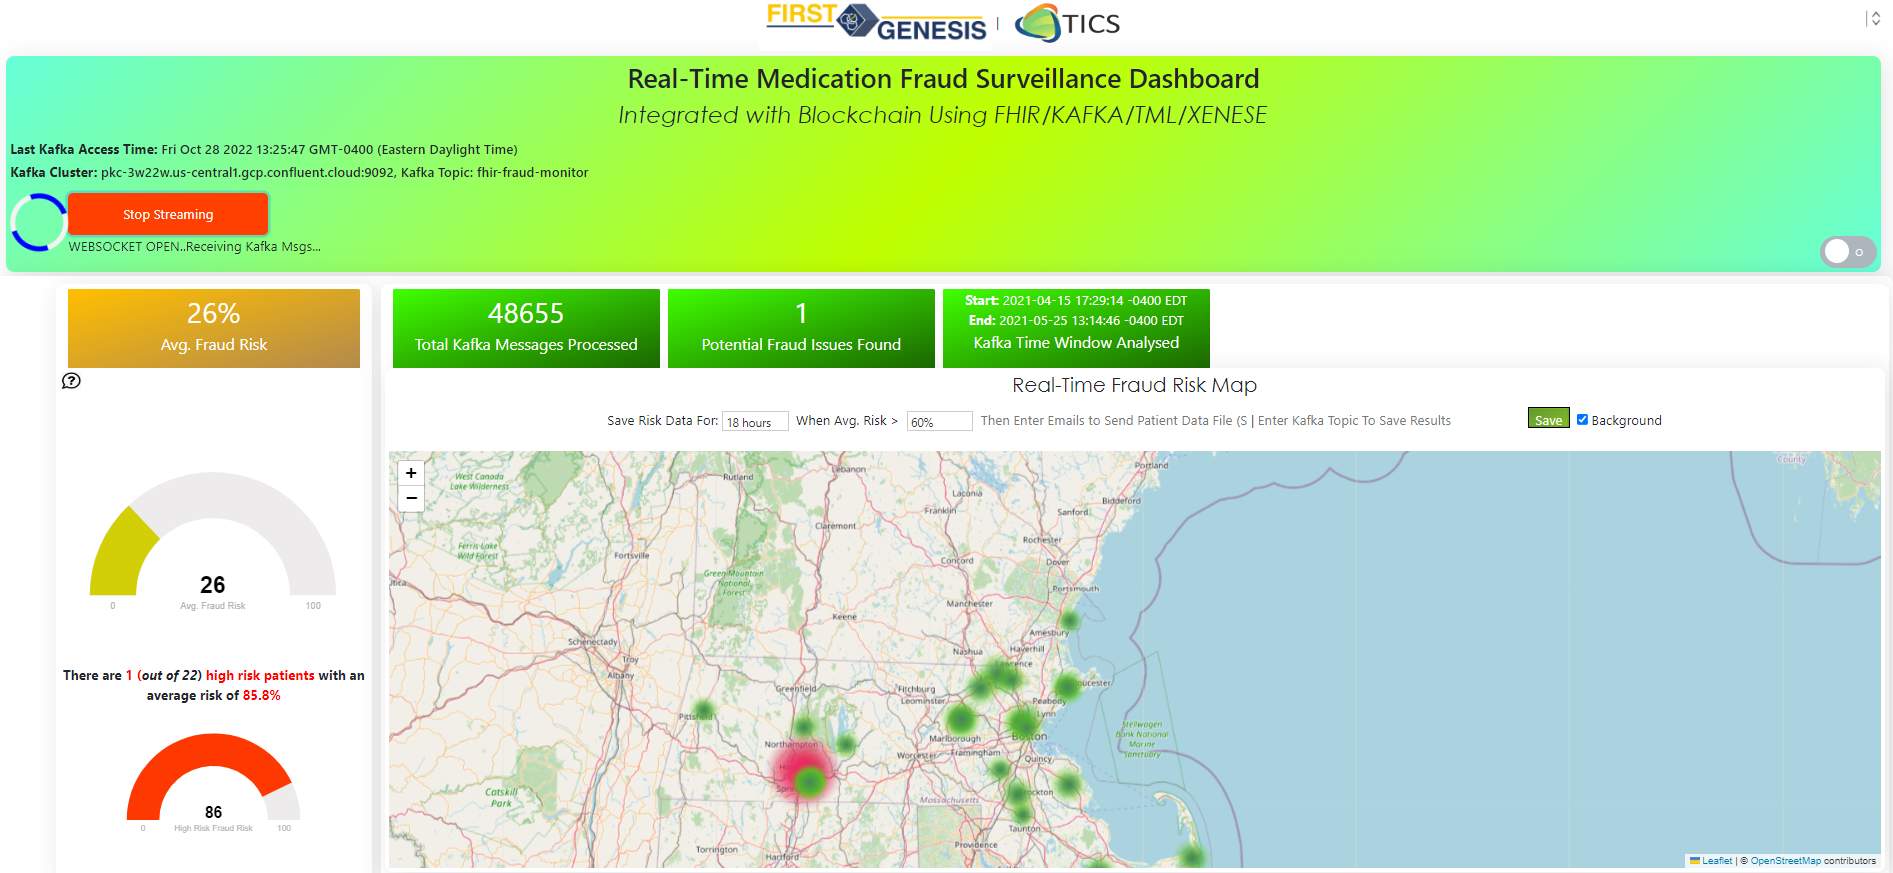 FIRST GENESIS | OTICS
Real-Time Medication Fraud Surveillance Dashboard
Integrated with Blockchain Using FHIR/KAFKA/TML/XENESE
Last Kafka Access Time: Fri Oct 28 2022 13:25:47 GMT-0400 (Eastern Daylight Time)
Kafka Cluster: pkc-3w22w.us-central1.gcp.confluent.cloud:9092, Kafka Topic: fhir-fraud-monitor
Stop Streaming
WEBSOCKET OPEN..Receiving Kafka Msgs...
26%
Avg. Fraud Risk
48655
Total Kafka Messages Processed
1
Potential Fraud Issues Found
Start: 2021-04-15 17:29:14 -0400 EDT
End: 2021-05-25 13:14:46 -0400 EDT
Kafka Time Window Analysed
26
0 Avg. Fraud Risk 100
There are 1 (out of 22) high risk patients with an
average risk of 85.8%
86
0 High Risk Fraud Risk 100
Real-Time Fraud Risk Map
Save Risk Data For: 18 hours When Avg. Risk > 60% Then Enter Emails to Send Patient Data File (S | Enter Kafka Topic To Save Results Save Background
+
−
Portland
County
Lebanon
West Canada
Lake Wilderness
Rutland
Laconia
Biddeford
Franklin
Sanford
Claremont
Rochester
Ferris Lake
Wild Forest
Fortsville
Concord
Dover
Green Mountain
National
Forest
Utica
Portsmouth
Manchester
Keene
Amesbury
Schenectady
Nashua
Haverhill
Troy
Lawrence
Albany
Greenfield
Fitchburg
Leominster
Peabody
Pittsfield
Lynn
Stellwagen
Bank National
Marine
Sanctuary
Northampton
Marlborough
Boston
Worcester
Framingham
Quincy
Catskill
Park
Massachusetts
Brockton
Taunton
Torrington
Hartford
Providence
Leaflet | © OpenStreetMap contributors